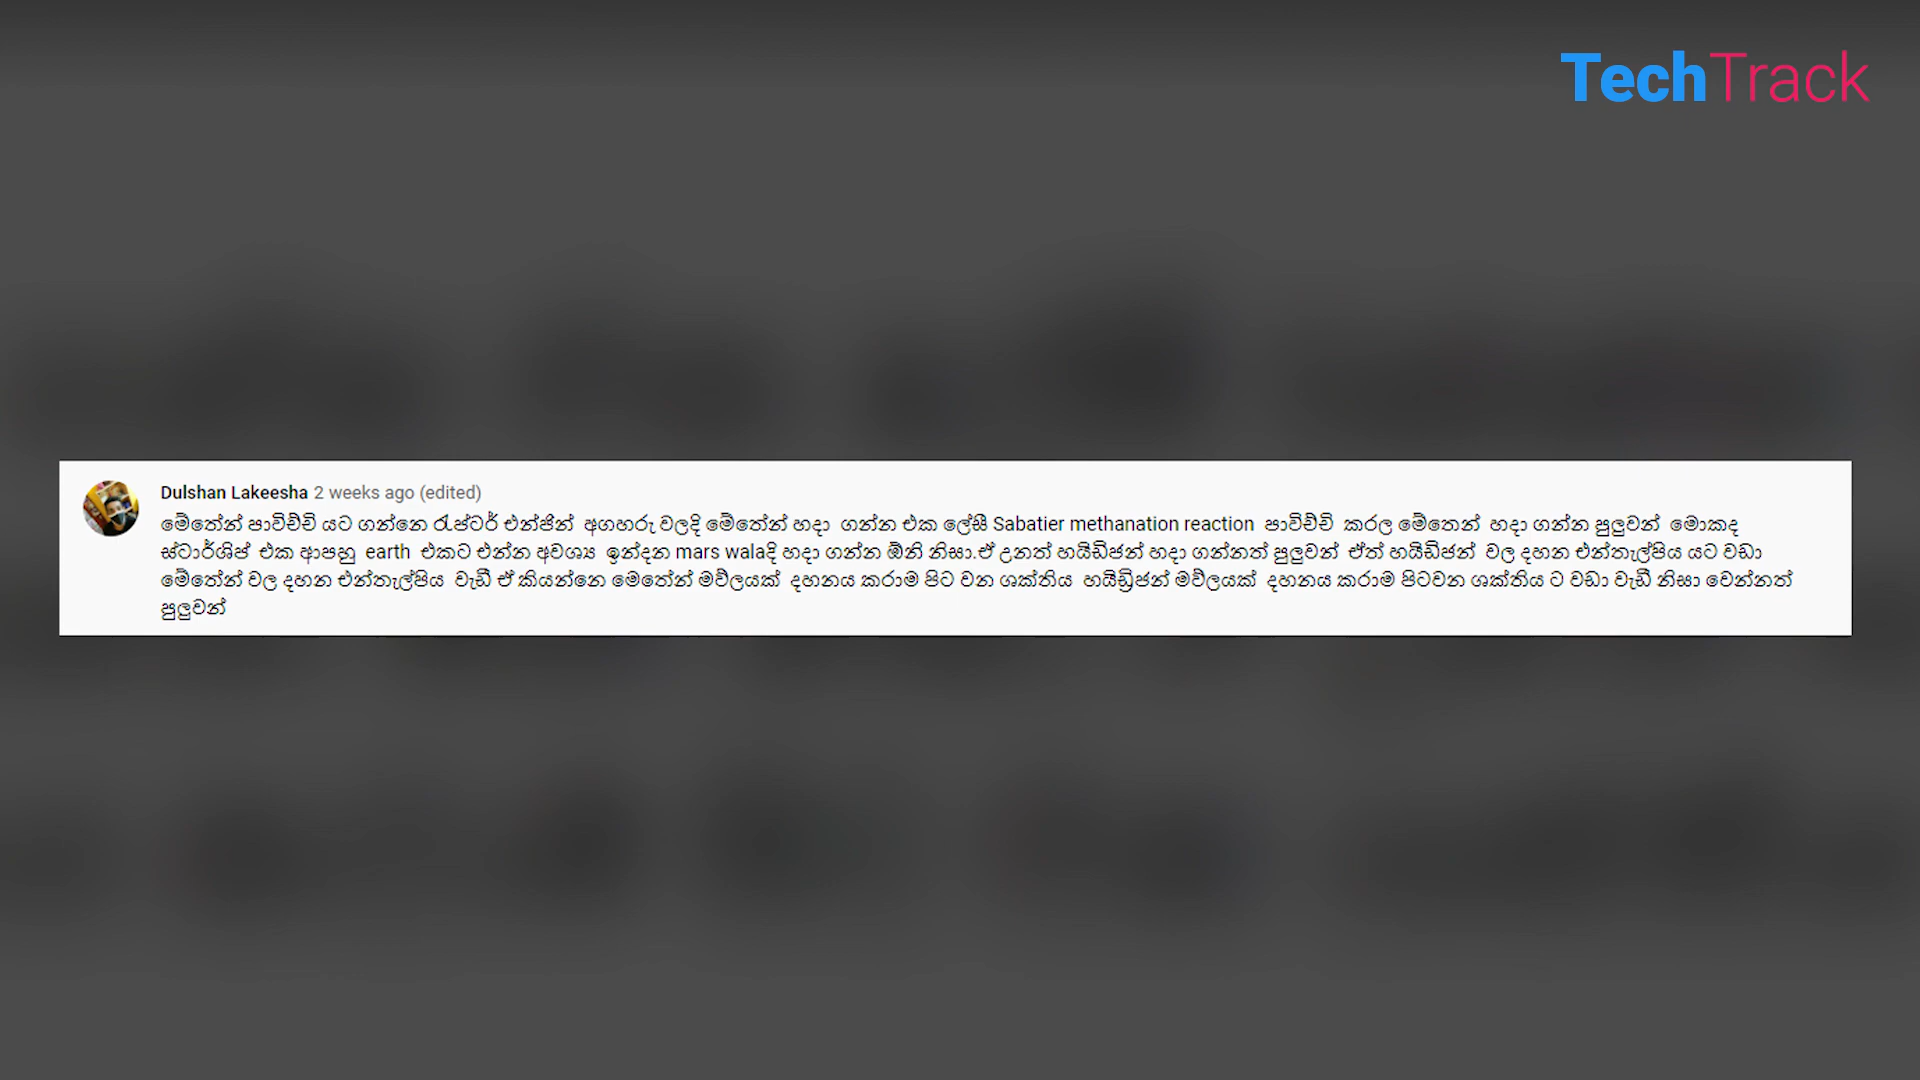 TechTrack
Dulshan Lakeesha 2 weeks ago (edited)
මේතේන් පාවිච්චි යට ගන්නෙ රැප්ටර් එන්ජින් අගහරු වලදි මේතේන් හදා ගන්න එක ලේසී Sabatier methanation reaction පාවිච්චි කරල මේතෙන් හදා ගන්න පුලුවන් මොකද
ස්ටාර්ශිප් එක ආපහු earth එකට එන්න අවශ්‍ය ඉන්දන mars walaදි හදා ගන්න ඕනි නිසා.ඒ උනත් හයිඩිජන් හදා ගන්නත් පුලුවන් ඒත් හයිඩිජන් වල දහන එන්තැල්පිය යට වඩා
මේතේන් වල දහන එන්තැල්පිය වැඩී ඒ කියන්නෙ මෙතේන් මව්ලයක් දහනය කරාම පිට වන ශක්තිය හයිඩ්‍රිජන් මව්ලයක් දහනය කරාම පිටවන ශක්තිය ට වඩා වැඩී නිසා වෙන්නත්
පුලුවන්